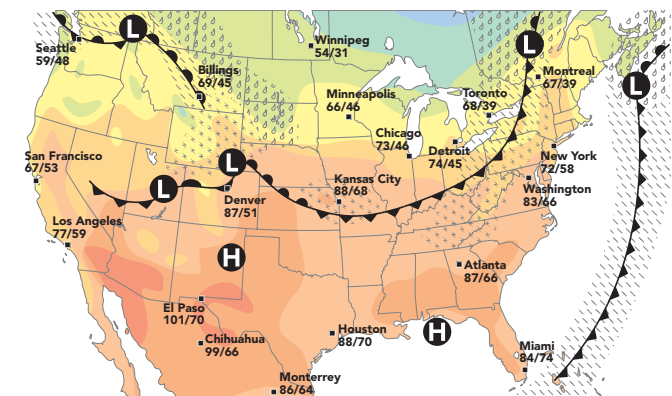 L
L
Winnipeg
54/31
Seattle
59/48
Billings
69/45
Montreal
67/39
L
Minneapolis
66/46
Toronto
68/39
Chicago
73/46
Detroit
74/45
San Francisco
67/53
New York
72/58
L
L
Kansas City
88/68
Washington
83/66
Denver
87/51
Los Angeles
77/59
H
Atlanta
87/66
El Paso
101/70
Houston
88/70
H
Chihuahua
99/66
Miami
84/74
Monterrey
86/64